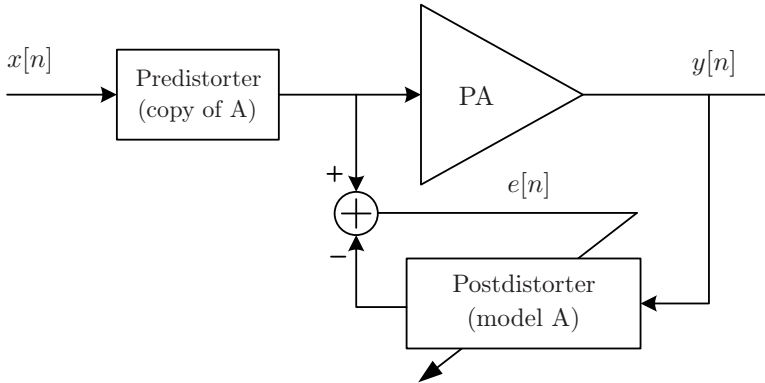 x[n]
y[n]
Predistorter
(copy of A)
PA
+
e[n]
−
Postdistorter
(model A)